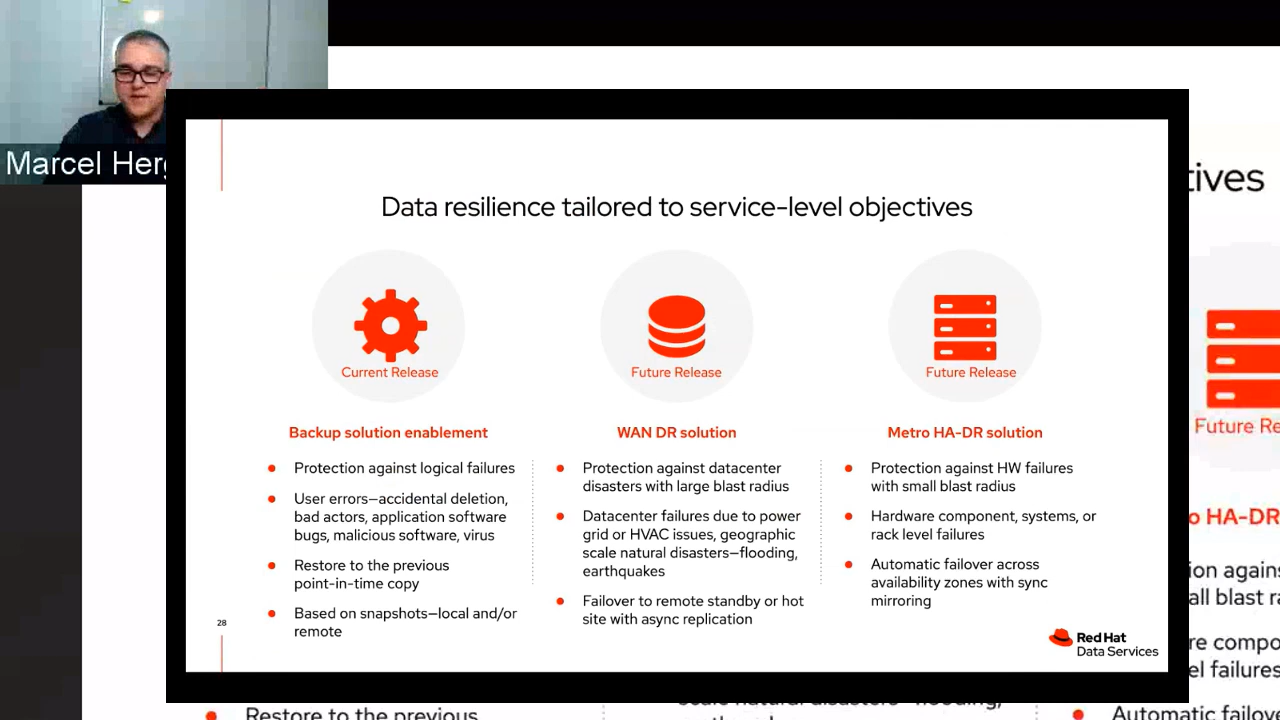 Marcel Her
tives
Data resilience tailored to service-level objectives
Current Release
Future Release
Future Release
Future Re
Backup solution enablement
Protection against logical failures
User errors—accidental deletion,
bad actors, application software
bugs, malicious software, virus
Restore to the previous
point-in-time copy
Based on snapshots—local and/or
remote
WAN DR solution
Protection against datacenter
disasters with large blast radius
Datacenter failures due to power
grid or HVAC issues, geographic
scale natural disasters—flooding,
earthquakes
Failover to remote standby or hot
site with async replication
Metro HA-DR solution
Protection against HW failures
with small blast radius
Hardware component, systems, or
rack level failures
Automatic failover across
availability zones with sync
mirroring
o HA-DR
ion agains
all blast ra
re compo
el failures
28
Red Hat
Data Services
Restore to the previous
scale natural disasters—flooding,
Automatic failove